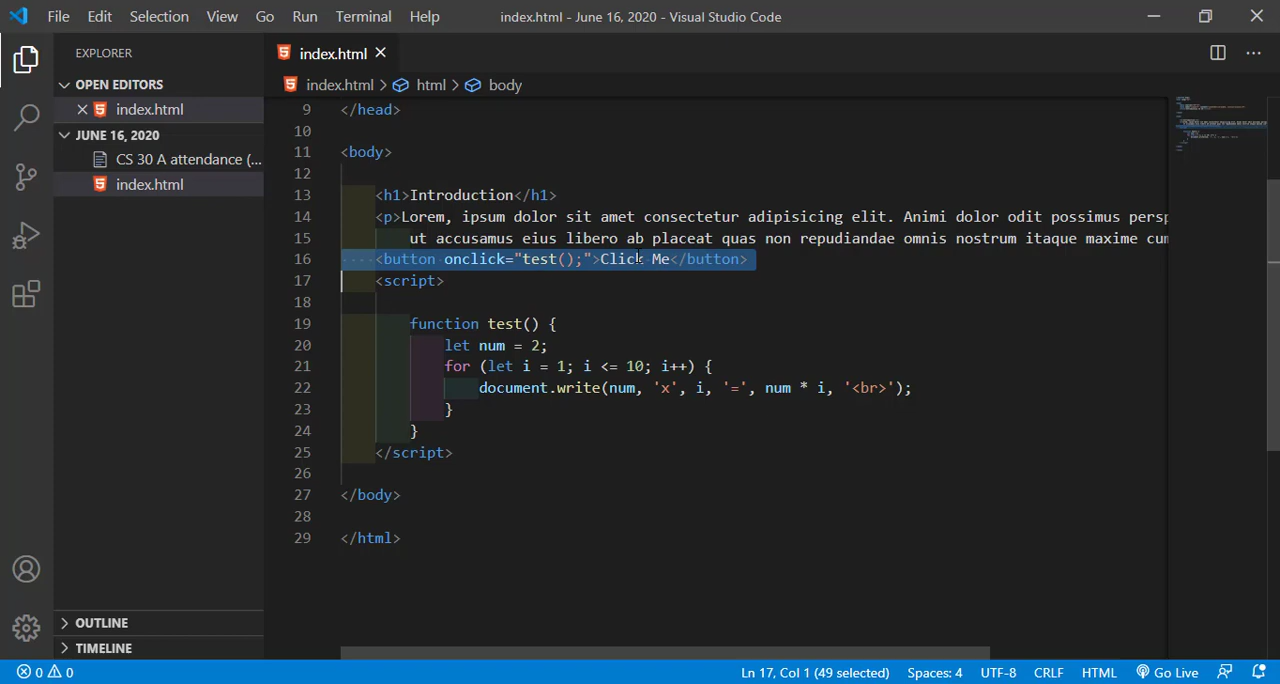 File Edit Selection View Go Run Terminal Help index.html - June 16, 2020 - Visual Studio Code
EXPLORER
OPEN EDITORS
index.html
JUNE 16, 2020
CS 30 A attendance (...
index.html
OUTLINE
TIMELINE
index.html
index.html > html > body
9 </head>
10
11 <body>
12
13 <h1>Introduction</h1>
14 <p>Lorem, ipsum dolor sit amet consectetur adipisicing elit. Animi dolor odit possimus persp
15 ut accusamus eius libero ab placeat quas non repudiandae omnis nostrum itaque maxime cum
16 <button onclick="test();">Click Me</button>
17 <script>
18
19 function test() {
20 let num = 2;
21 for (let i = 1; i <= 10; i++) {
22 document.write(num, 'x', i, '=', num * i, '<br>');
23 }
24 }
25 </script>
26
27 </body>
28
29 </html>
0 0 Ln 17, Col 1 (49 selected) Spaces: 4 UTF-8 CRLF HTML Go Live